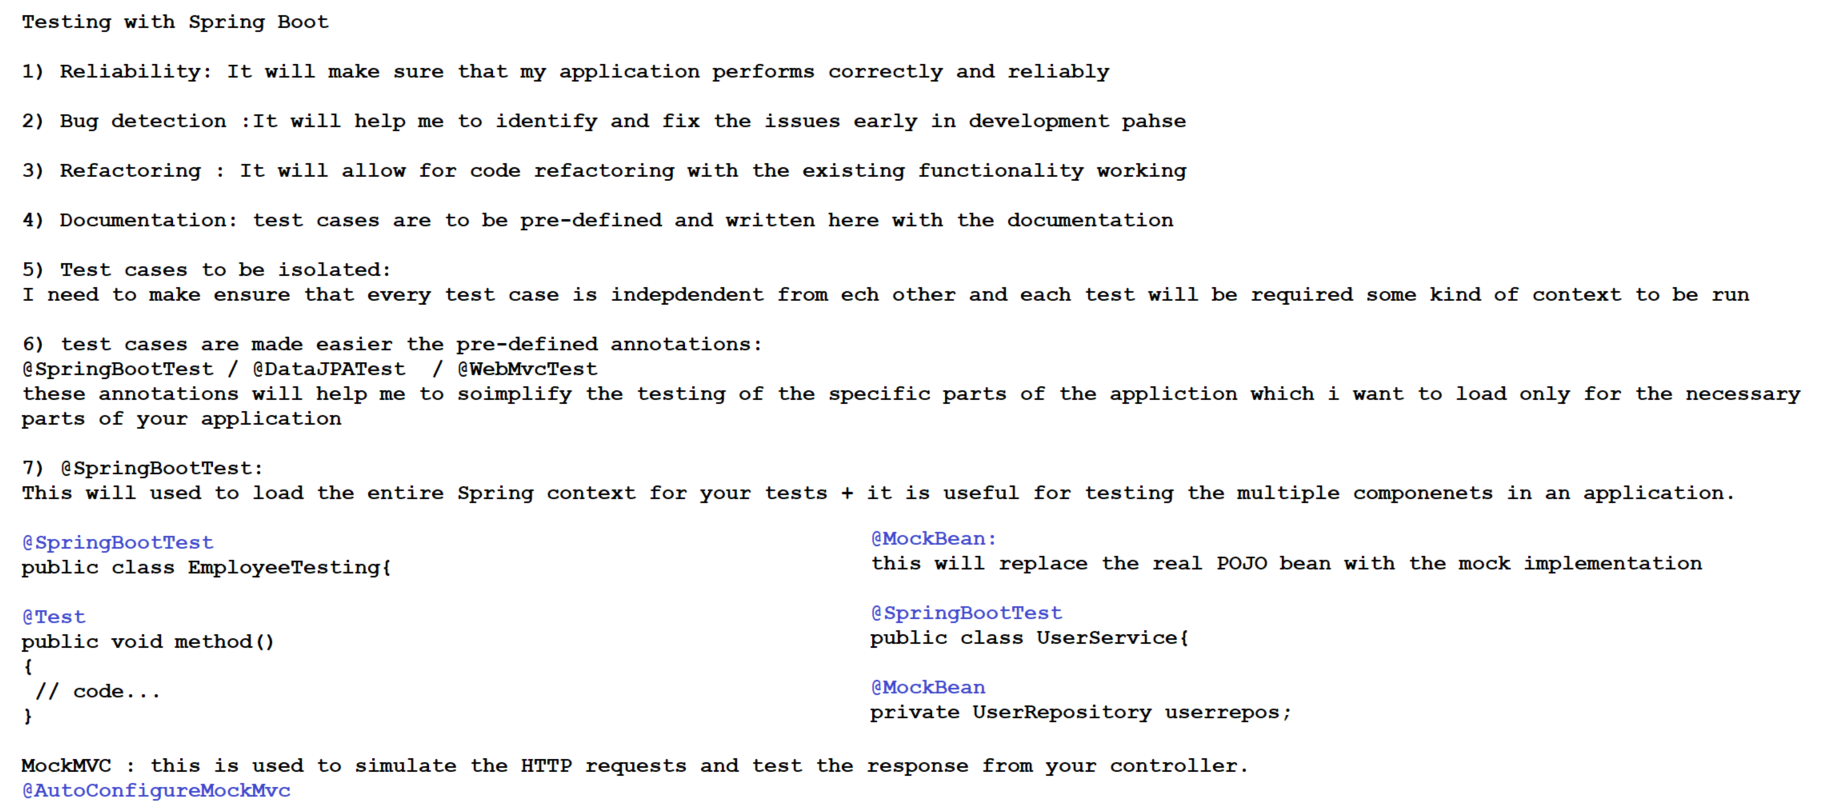 Testing with Spring Boot
1) Reliability: It will make sure that my application performs correctly and reliably
2) Bug detection :It will help me to identify and fix the issues early in development pahse
3) Refactoring : It will allow for code refactoring with the existing functionality working
4) Documentation: test cases are to be pre-defined and written here with the documentation
5) Test cases to be isolated:
I need to make ensure that every test case is indepdendent from ech other and each test will be required some kind of context to be run
6) test cases are made easier the pre-defined annotations:
@SpringBootTest / @DataJPATest  / @WebMvcTest
these annotations will help me to soimplify the testing of the specific parts of the appliction which i want to load only for the necessary
parts of your application
7) @SpringBootTest:
This will used to load the entire Spring context for your tests + it is useful for testing the multiple componenets in an application.
@SpringBootTest
public class EmployeeTesting{
@Test
public void method()
{
 // code...
}
@MockBean:
this will replace the real POJO bean with the mock implementation
@SpringBootTest
public class UserService{
@MockBean
private UserRepository userrepos;
MockMVC : this is used to simulate the HTTP requests and test the response from your controller.
@AutoConfigureMockMvc